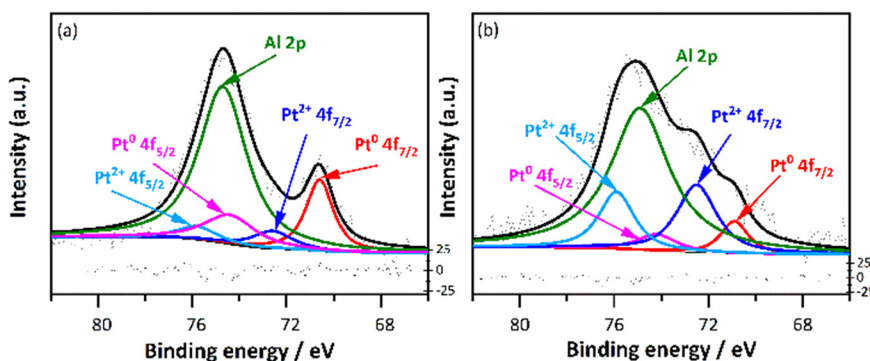 (a)
Al 2p
Pt²⁺ 4f₇/₂
Pt⁰ 4f₅/₂
Pt⁰ 4f₇/₂
Pt²⁺ 4f₅/₂
Intensity (a.u.)
25
0
-25
80 76 72 68
Binding energy / eV
(b)
Al 2p
Pt²⁺ 4f₇/₂
Pt²⁺ 4f₅/₂
Pt⁰ 4f₅/₂
Pt⁰ 4f₇/₂
Intensity (a.u.)
25
0
-25
80 76 72 68
Binding energy / eV